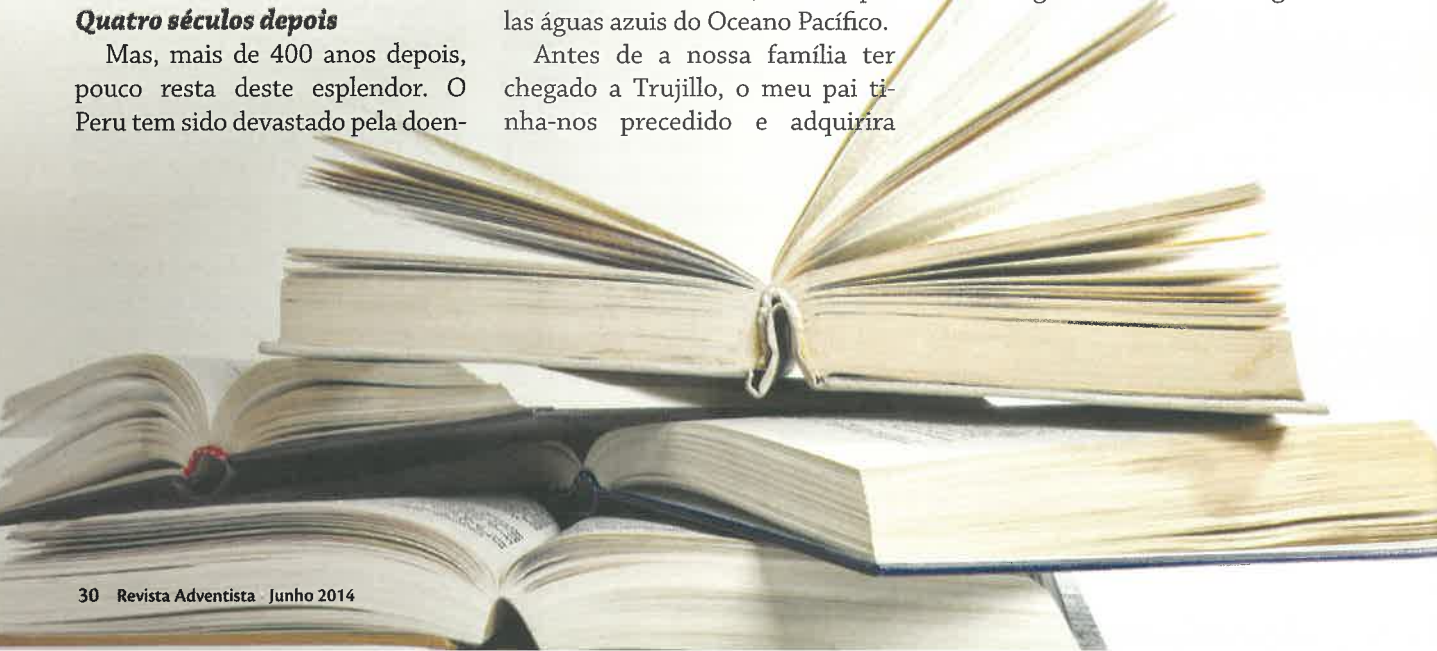 Quatro séculos depois
Mas, mais de 400 anos depois,
pouco resta deste esplendor. O
Peru tem sido devastado pela doen-
las águas azuis do Oceano Pacífico.
Antes de a nossa família ter
chegado a Trujillo, o meu pai ti-
nha-nos precedido e adquirira
30 Revista Adventista Junho 2014